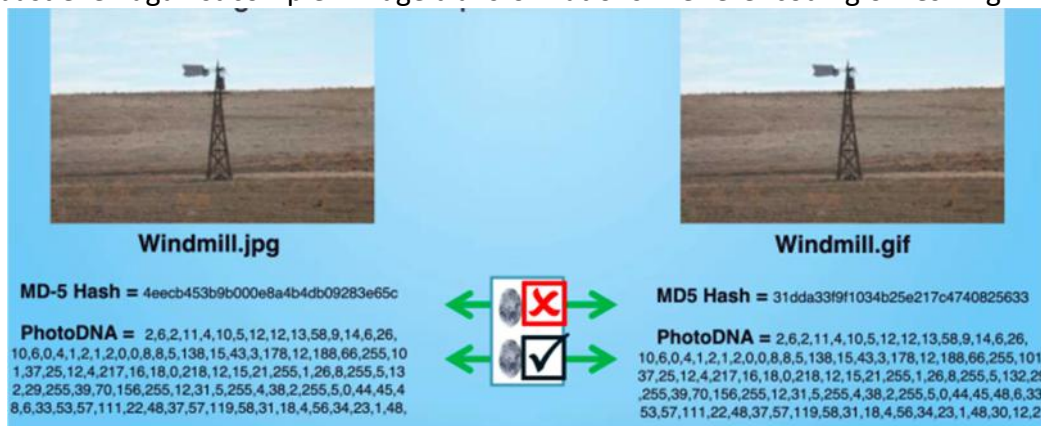 Windmill.jpg
Windmill.gif
MD-5 Hash = 4eecb453b9b000e8a4b4db09283e65c
PhotoDNA = 2,6,2,11,4,10,5,12,12,13,58,9,14,6,26,
10,6,0,4,1,2,1,2,0,0,8,8,5,138,15,43,3,178,12,188,66,255,10
1,37,25,12,4,217,16,18,0,218,12,15,21,255,1,26,8,255,5,13
2,29,255,39,70,156,255,12,31,5,255,4,38,2,255,5,0,44,45,4
8,6,33,53,57,111,22,48,37,57,119,58,31,18,4,56,34,23,1,48,
MD5 Hash = 31dda33f9f1034b25e217c4740825633
PhotoDNA = 2,6,2,11,4,10,5,12,12,13,58,9,14,6,26,
10,6,0,4,1,2,1,2,0,0,8,8,5,138,15,43,3,178,12,188,66,255,101
37,25,12,4,217,16,18,0,218,12,15,21,255,1,26,8,255,5,132,29
,255,39,70,156,255,12,31,5,255,4,38,2,255,5,0,44,45,48,6,33
53,57,111,22,48,37,57,119,58,31,18,4,56,34,23,1,48,30,12,2